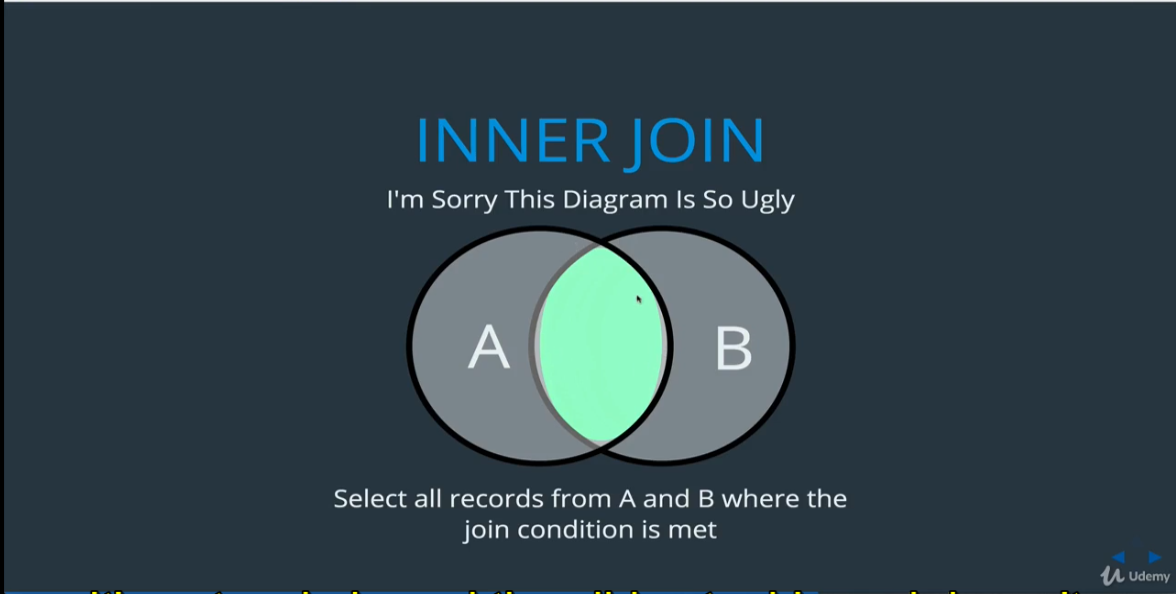 INNER JOIN
I'm Sorry This Diagram Is So Ugly
A
B
Select all records from A and B where the
join condition is met
Udemy